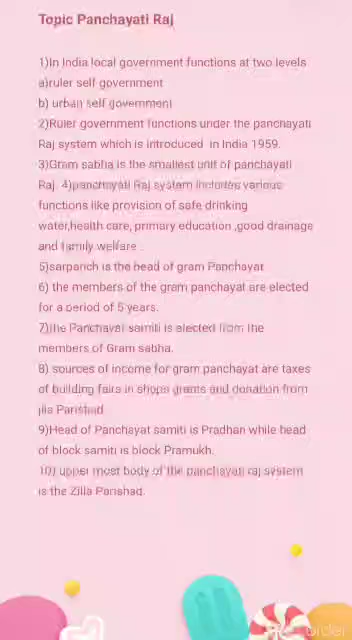 Topic Panchayati Raj
1)In India local government functions at two levels
a)ruler self government
b) urban self government
2)Ruler government functions under the panchayati
Raj system which is introduced in India 1959.
3)Gram sabha is the smallest unit of panchayati
Raj. 4)panchayati Raj system includes various
functions like provision of safe drinking
water,health care, primary education ,good drainage
and family welfare .
5)sarpanch is the head of gram Panchayat
6) the members of the gram panchayat are elected
for a period of 5 years.
7)the Panchayat samiti is elected from the
members of Gram sabha.
8) sources of income for gram panchayat are taxes
of building fairs in shops grants and donation from
jila Parishad
9)Head of Panchayat samiti is Pradhan while head
of block samiti is block Pramukh.
10) upper most body of the panchayati raj system
is the Zilla Parishad.